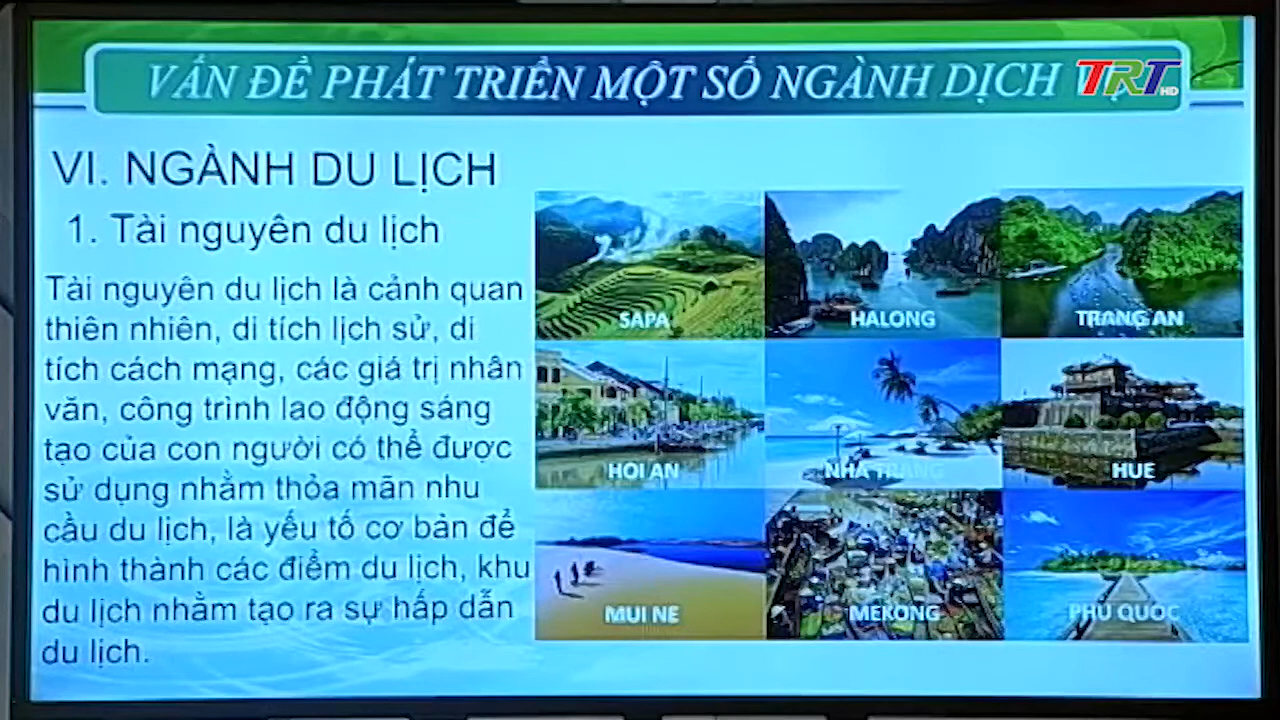 VẤN ĐỀ PHÁT TRIỂN MỘT SỐ NGÀNH DỊCH
TRT HD
VI. NGÀNH DU LỊCH
1. Tài nguyên du lịch
Tài nguyên du lịch là cảnh quan
thiên nhiên, di tích lịch sử, di
tích cách mạng, các giá trị nhân
văn, công trình lao động sáng
tạo của con người có thể được
sử dụng nhằm thỏa mãn nhu
cầu du lịch, là yếu tố cơ bản để
hình thành các điểm du lịch, khu
du lịch nhằm tạo ra sự hấp dẫn
du lịch.
SAPA
HALONG
TRANG AN
HOI AN
NHA TRANG
HUE
MUI NE
MEKONG
PHU QUOC